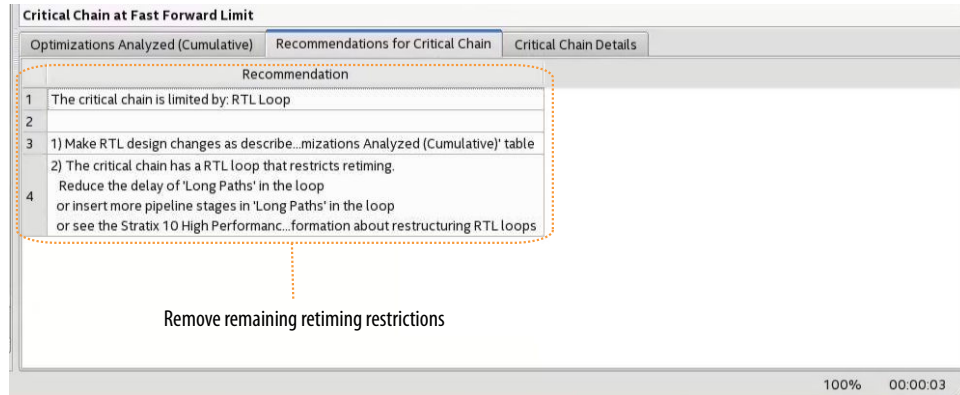 Critical Chain at Fast Forward Limit
Optimizations Analyzed (Cumulative) Recommendations for Critical Chain Critical Chain Details
Recommendation
1 The critical chain is limited by: RTL Loop
2
3 1) Make RTL design changes as describe...mizations Analyzed (Cumulative)' table
4 2) The critical chain has a RTL loop that restricts retiming.
Reduce the delay of 'Long Paths' in the loop
or insert more pipeline stages in 'Long Paths' in the loop
or see the Stratix 10 High Performanc...formation about restructuring RTL loops
Remove remaining retiming restrictions
100% 00:00:03